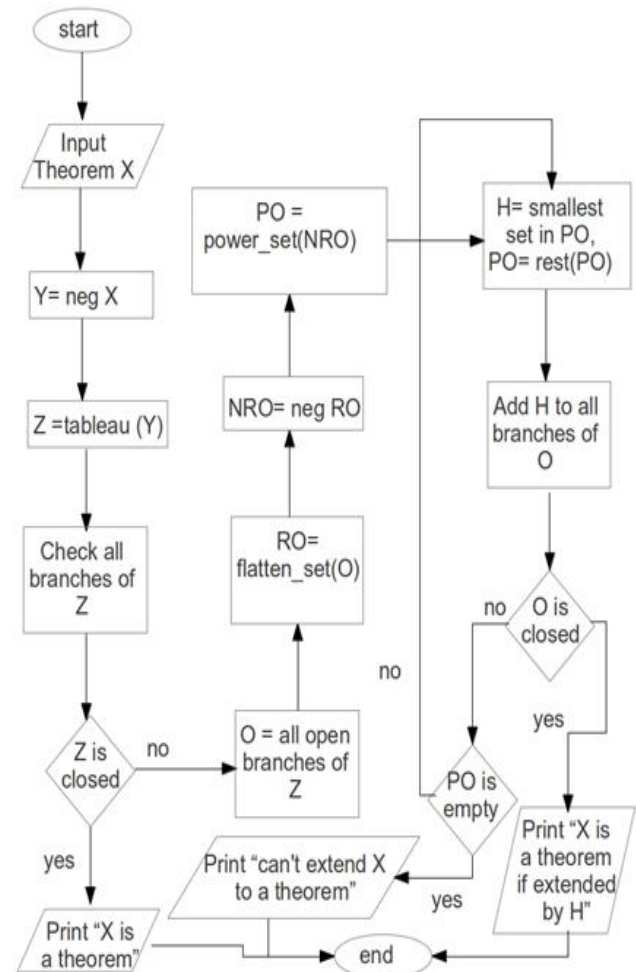 start
Input
Theorem X
Y= neg X
Z =tableau (Y)
Check all
branches of
Z
Z is
closed
no
yes
Print “X is
a theorem”
O = all open
branches of
Z
RO=
flatten_set(O)
NRO= neg RO
PO =
power_set(NRO)
H= smallest
set in PO,
PO= rest(PO)
Add H to all
branches of
O
O is
closed
no
yes
PO is
empty
no
yes
Print “can't extend X
to a theorem”
Print “X is
a theorem
if extended
by H”
end